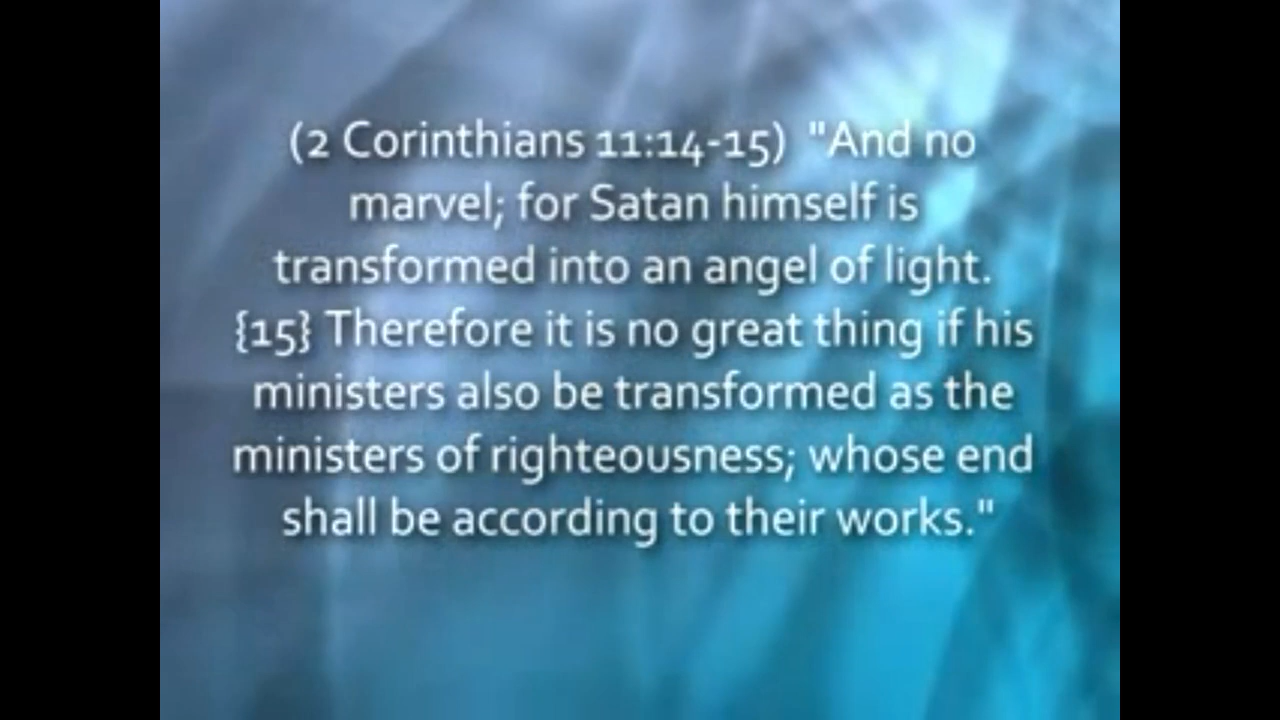 (2 Corinthians 11:14-15)  "And no
marvel; for Satan himself is
transformed into an angel of light.
{15} Therefore it is no great thing if his
ministers also be transformed as the
ministers of righteousness; whose end
shall be according to their works."